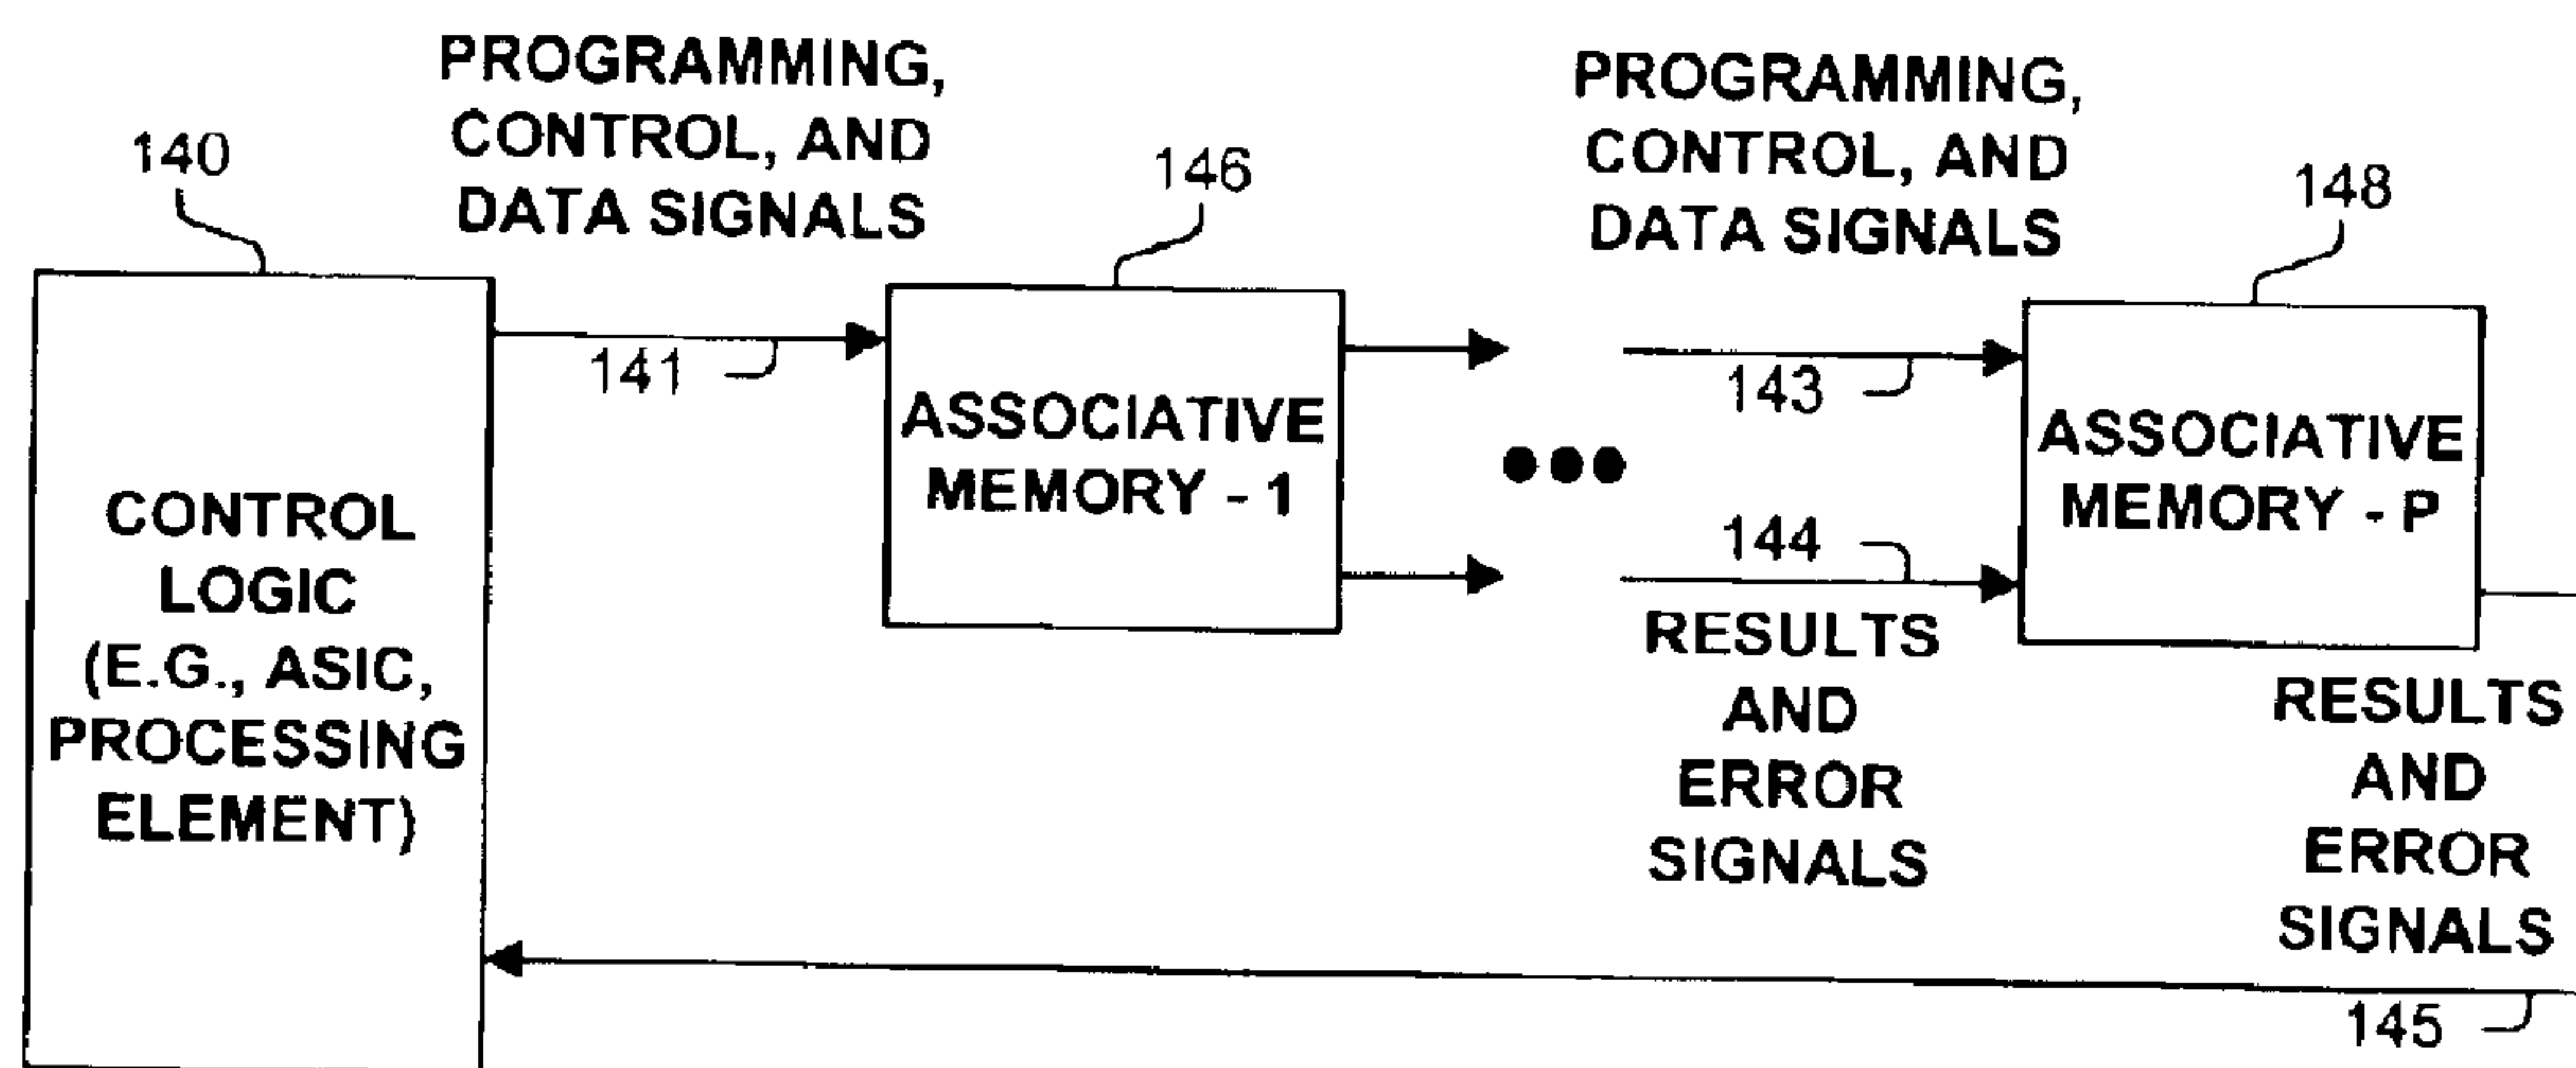 PROGRAMMING,
CONTROL, AND
DATA SIGNALS
PROGRAMMING,
CONTROL, AND
DATA SIGNALS
140
146
148
141
143
ASSOCIATIVE
MEMORY - 1
ASSOCIATIVE
MEMORY - P
CONTROL
LOGIC
(E.G., ASIC,
PROCESSING
ELEMENT)
144
RESULTS
AND
ERROR
SIGNALS
RESULTS
AND
ERROR
SIGNALS
145